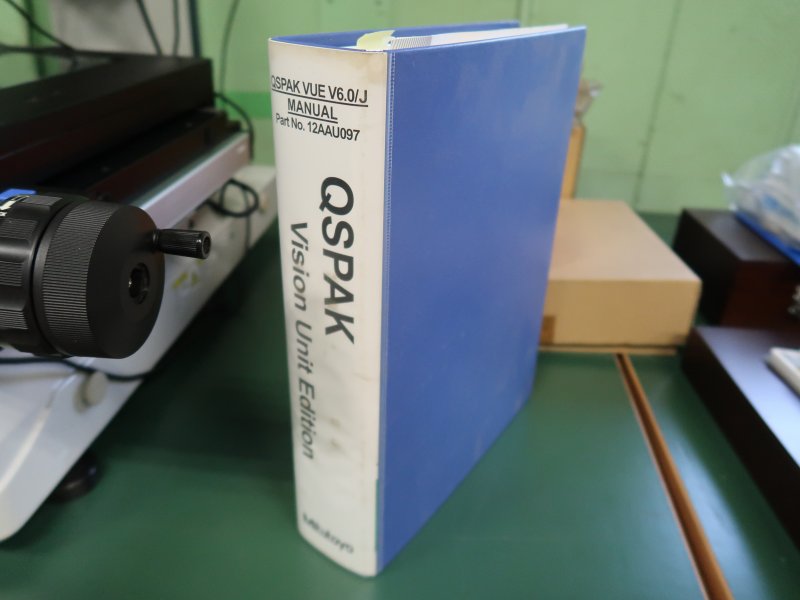 QSPAK VUE V6.0/J
MANUAL
Part No. 12AAU097
QSPAK
Vision Unit Edition
Mitutoyo